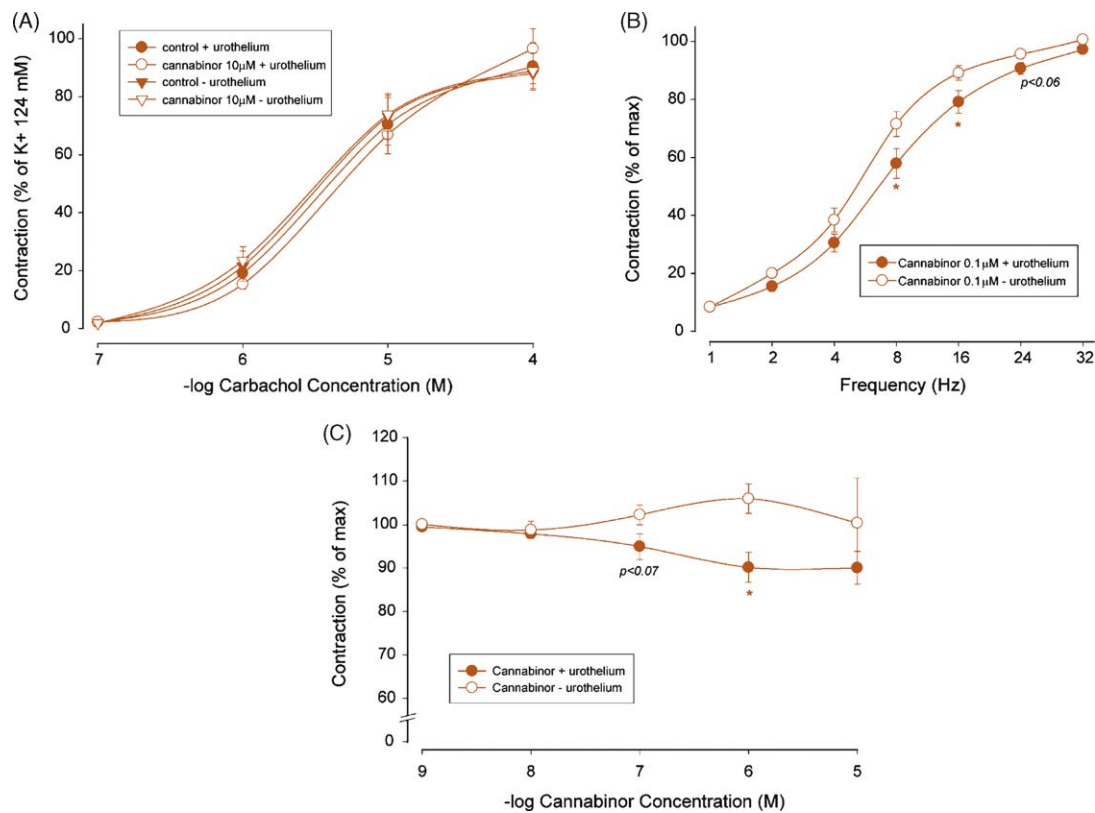 (A)
Contraction (% of K+ 124 mM)
100
80
60
40
20
0
control + urothelium
cannabinor 10μM + urothelium
control - urothelium
cannabinor 10μM - urothelium
7 6 5 4
-log Carbachol Concentration (M)
(B)
Contraction (% of max)
100
80
60
40
20
0
p<0.06
*
*
Cannabinor 0.1μM + urothelium
Cannabinor 0.1μM - urothelium
1 2 4 8 16 24 32
Frequency (Hz)
(C)
Contraction (% of max)
120
110
100
90
80
70
60
0
p<0.07
*
Cannabinor + urothelium
Cannabinor - urothelium
9 8 7 6 5
-log Cannabinor Concentration (M)